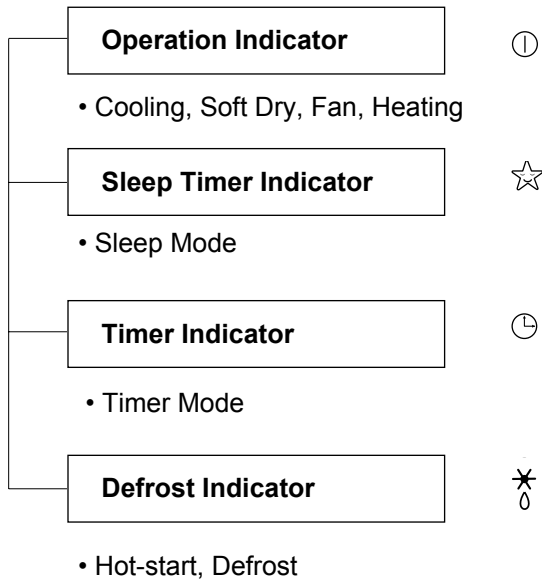 Operation Indicator
• Cooling, Soft Dry, Fan, Heating
Sleep Timer Indicator
• Sleep Mode
Timer Indicator
• Timer Mode
Defrost Indicator
• Hot-start, Defrost